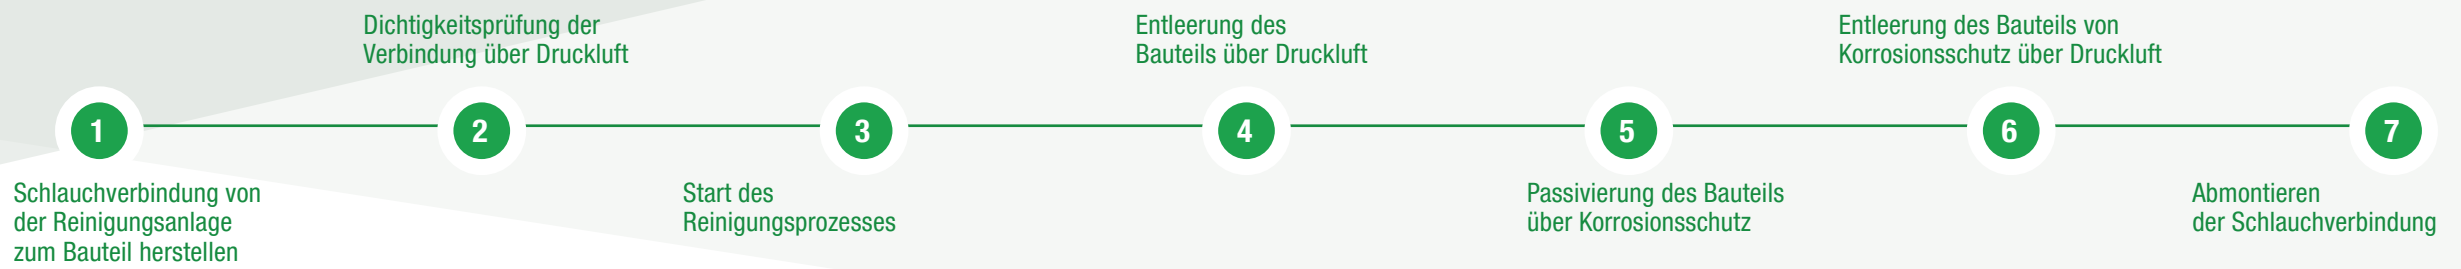 1
Schlauchverbindung von
der Reinigungsanlage
zum Bauteil herstellen
Dichtigkeitsprüfung der
Verbindung über Druckluft
2
3
Start des
Reinigungsprozesses
Entleerung des
Bauteils über Druckluft
4
5
Passivierung des Bauteils
über Korrosionsschutz
Entleerung des Bauteils von
Korrosionsschutz über Druckluft
6
7
Abmontieren
der Schlauchverbindung